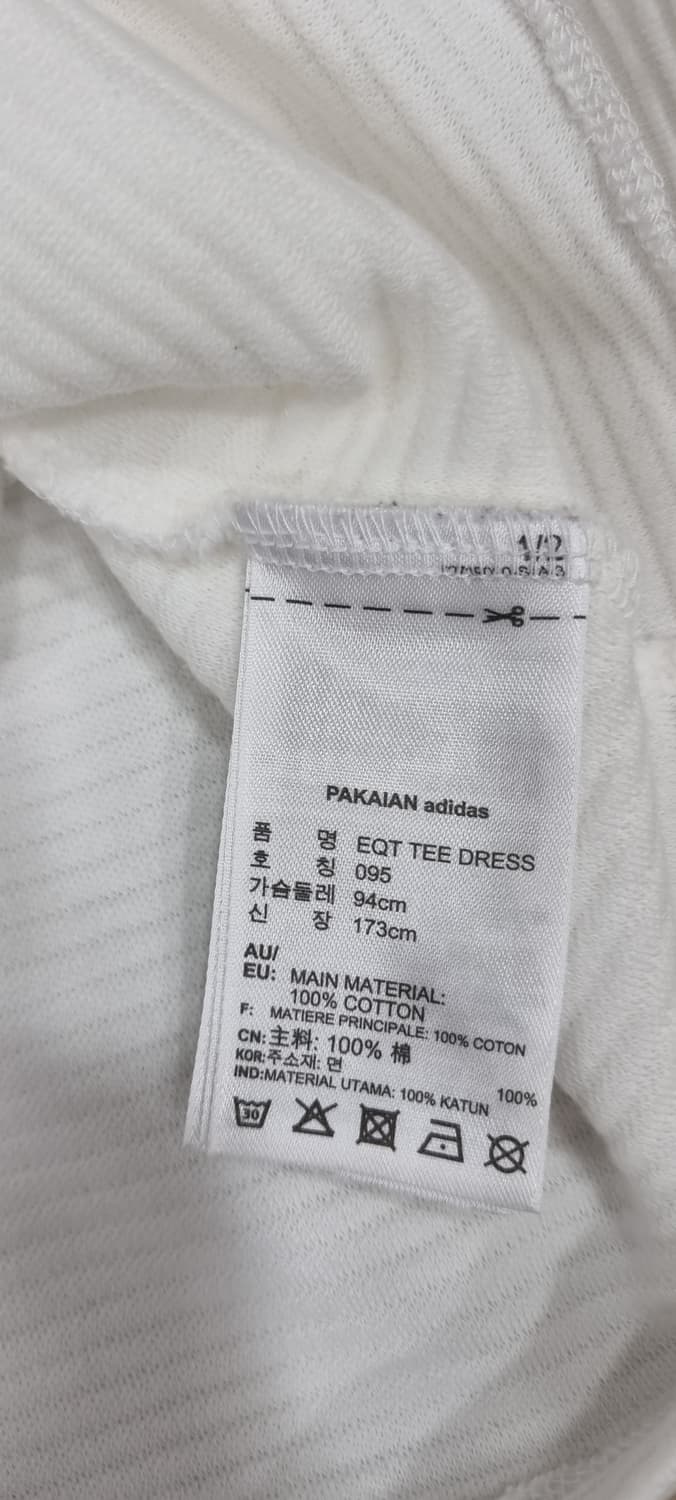 1/2
PAKAIAN adidas
품 명 EQT TEE DRESS
호 칭 095
가슴둘레 94cm
신 장 173cm
AU/
EU: MAIN MATERIAL:
100% COTTON
F: MATIERE PRINCIPALE: 100% COTON
CN:主料: 100% 棉
KOR:주소재: 면 100%
IND:MATERIAL UTAMA: 100% KATUN
30